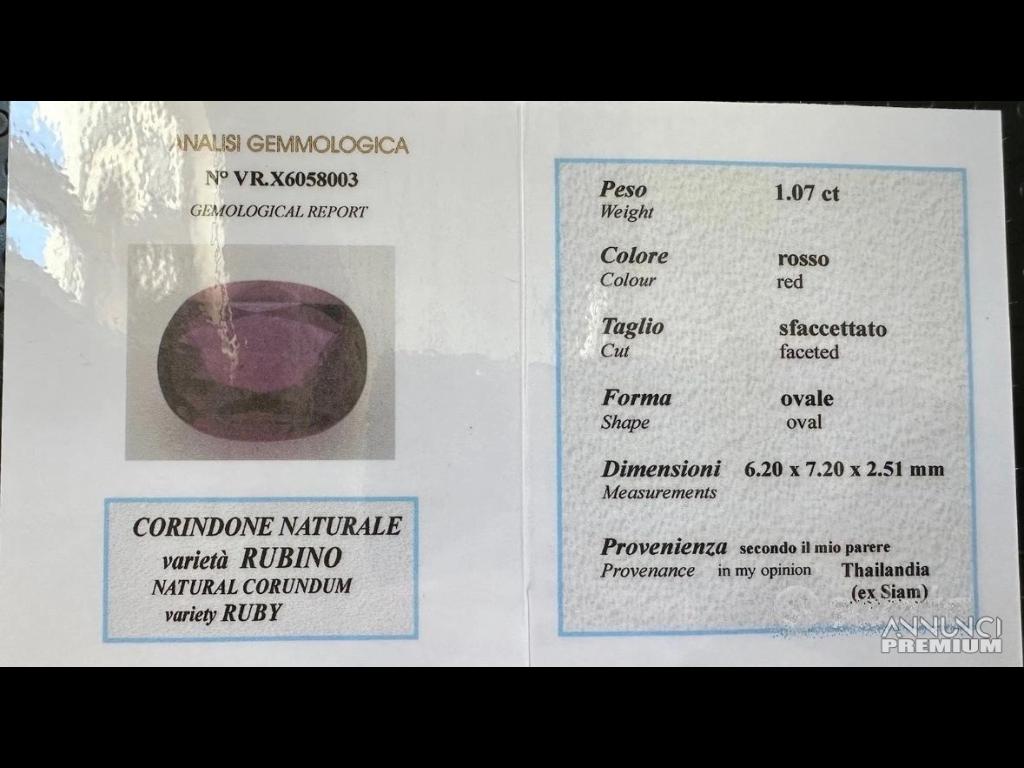 ANALISI GEMMOLOGICA
Nº VR.X6058003
GEMOLOGICAL REPORT
CORINDONE NATURALE
varietà RUBINO
NATURAL CORUNDUM
variety RUBY
Peso 1.07 ct
Weight
Colore rosso
Colour red
Taglio sfaccettato
Cut faceted
Forma ovale
Shape oval
Dimensioni 6.20 x 7.20 x 2.51 mm
Measurements
Provenienza secondo il mio parere
Provenance in my opinion Thailandia
(ex Siam)
ANNUNCI
PREMIUM